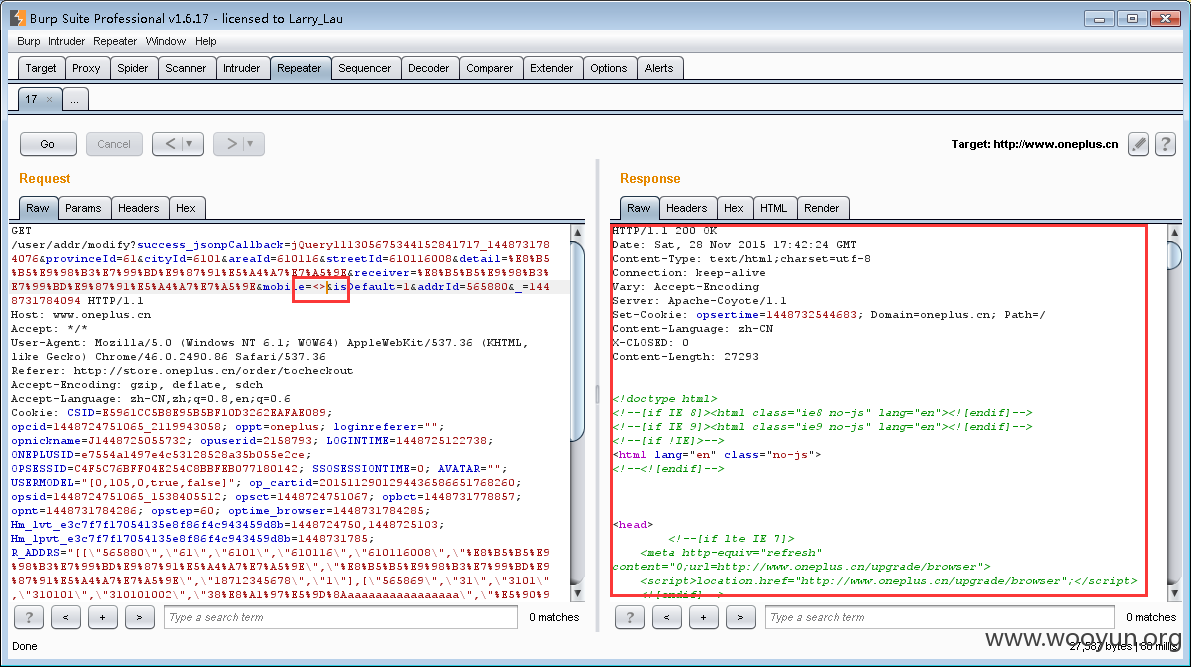 Burp Suite Professional v1.6.17 - licensed to Larry_Lau
Burp Intruder Repeater Window Help
Target Proxy Spider Scanner Intruder Repeater Sequencer Decoder Comparer Extender Options Alerts
17 × ...
Go Cancel < > Target: http://www.oneplus.cn ?
Request
Raw Params Headers Hex
GET
/user/addr/modify?success_jsonpCallback=jQuery111305675344152841717_144873178
4076&provinceId=61&cityId=6101&areaId=610116&streetId=610116008&detail=%E8%B5
%B5%E9%98%B3%E7%99%BD%E9%87%91%E5%A4%A7%E7%A5%9E&receiver=%E8%B5%B5%E9%98%B3%
E7%99%BD%E9%87%91%E5%A4%A7%E7%A5%9E&mobile=<>&isDefault=1&addrId=565880&_=144
8731784094 HTTP/1.1
Host: www.oneplus.cn
Accept: */*
User-Agent: Mozilla/5.0 (Windows NT 6.1; WOW64) AppleWebKit/537.36 (KHTML,
like Gecko) Chrome/46.0.2490.86 Safari/537.36
Referer: http://store.oneplus.cn/order/tocheckout
Accept-Encoding: gzip, deflate, sdch
Accept-Language: zh-CN,zh;q=0.8,en;q=0.6
Cookie: CSID=E5961CC5B8E95B5BF10D3262EAFAE089;
opcid=1448724751065_2119943058; oppt=oneplus; loginreferer="";
opnickname=J1448725055732; opuserid=2158793; LOGINTIME=1448725122738;
ONEPLUSID=e7554a1497e4c53128528a35b055e2ce;
OPSESSID=C4F5C76BFF04E254C8BBFEB077180142; SSOSESSIONTIME=0; AVATAR="";
USERMODEL="[0,105,0,true,false]"; op_cartid=2015112901294436586651768260;
opsid=1448724751065_1538405512; opsct=1448724751067; opbct=1448731778857;
opnt=1448731784286; opstep=60; optime_browser=1448731784285;
Hm_lvt_e3c7f7f17054135e8f86f4c943459d8b=1448724750,1448725103;
Hm_lpvt_e3c7f7f17054135e8f86f4c943459d8b=1448731785;
R_ADDRS="[[\"565880\",\"61\",\"6101\",\"610116\",\"610116008\",\"%E8%B5%B5%E9
%98%B3%E7%99%BD%E9%87%91%E5%A4%A7%E7%A5%9E\",\"%E8%B5%B5%E9%98%B3%E7%99%BD%E9
%87%91%E5%A4%A7%E7%A5%9E\",\"18712345678\",\"1\"],[\"565869\",\"31\",\"3101\"
,\"310101\",\"310101002\",\"38%E8%A1%97%E5%9D%8Aaaaaaaaaaaaaaaaaa\",\"%E5%90%9
? < + > Type a search term 0 matches
Response
Raw Headers Hex HTML Render
HTTP/1.1 200 OK
Date: Sat, 28 Nov 2015 17:42:24 GMT
Content-Type: text/html;charset=utf-8
Connection: keep-alive
Vary: Accept-Encoding
Server: Apache-Coyote/1.1
Set-Cookie: opsertime=1448732544683; Domain=oneplus.cn; Path=/
Content-Language: zh-CN
X-CLOSED: 0
Content-Length: 27293
<!doctype html>
<!--[if IE 8]><html class="ie8 no-js" lang="en"><![endif]-->
<!--[if IE 9]><html class="ie9 no-js" lang="en"><![endif]-->
<!--[if !IE]>-->
<html lang="en" class="no-js">
<!--<![endif]-->
<head>
<!--[if lte IE 7]>
<meta http-equiv="refresh"
content="0;url=http://www.oneplus.cn/upgrade/browser">
<script>location.href="http://www.oneplus.cn/upgrade/browser";</script>
<![endif]-->
? < + > Type a search term 0 matches
Done
www.wooyun.org